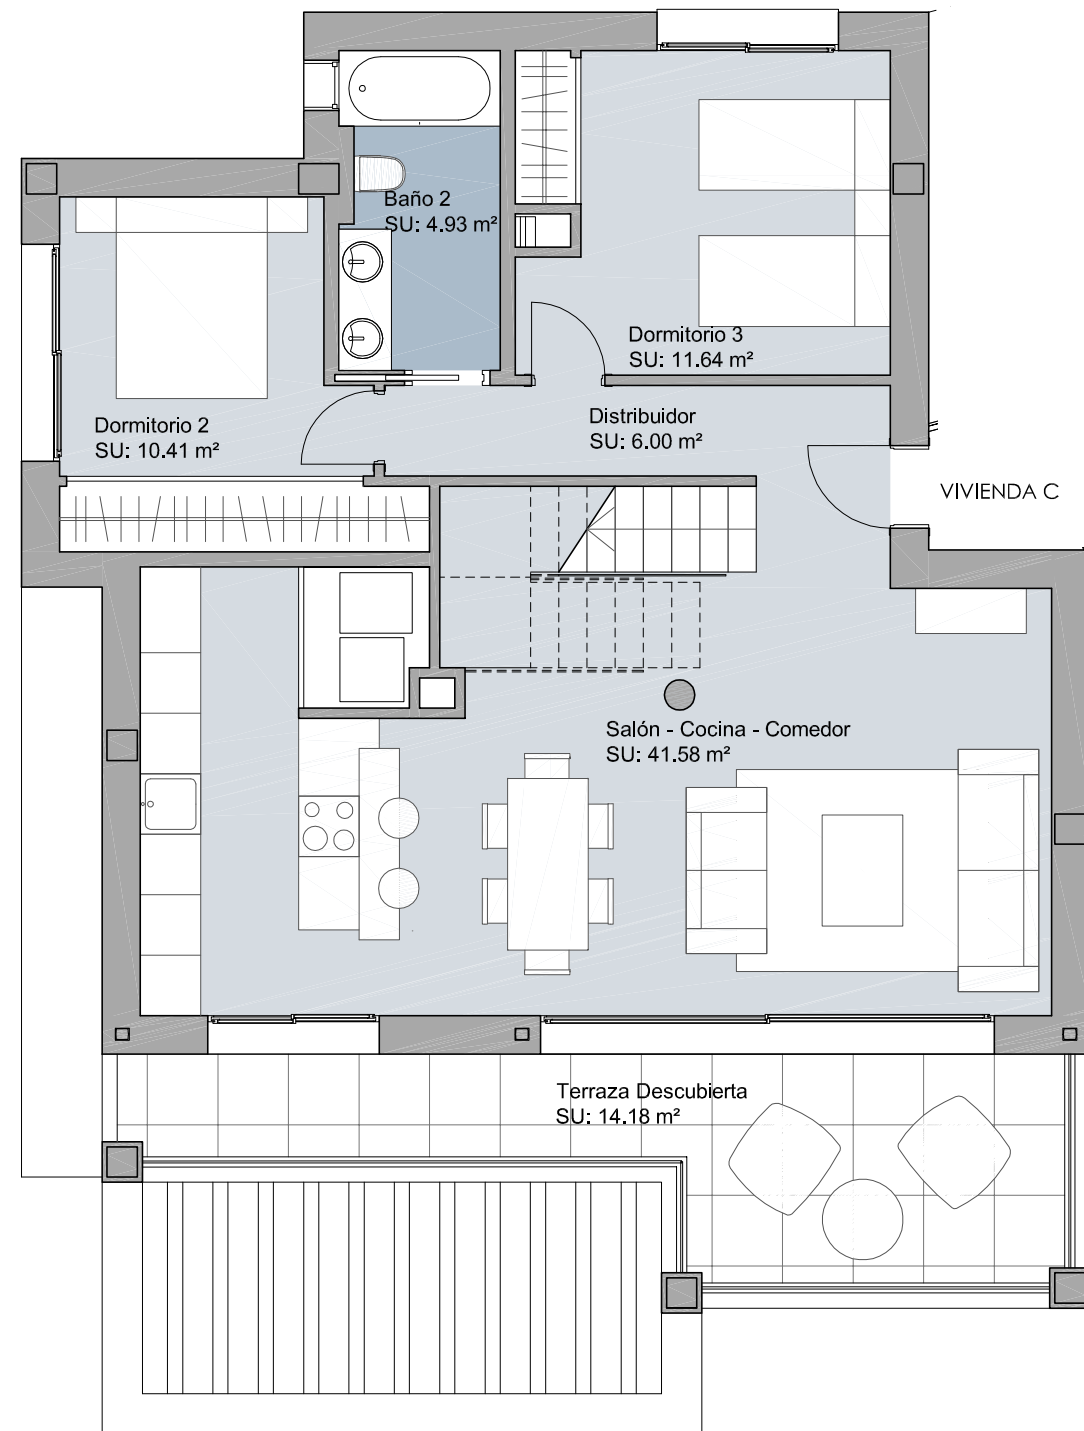 Baño 2
SU: 4.93 m²
Dormitorio 3
SU: 11.64 m²
Dormitorio 2
SU: 10.41 m²
Distribuidor
SU: 6.00 m²
VIVIENDA C
Salón - Cocina - Comedor
SU: 41.58 m²
Terraza Descubierta
SU: 14.18 m²